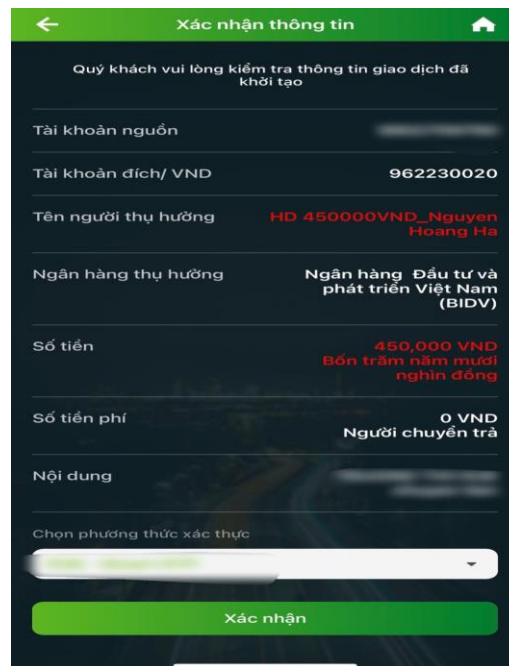 Xác nhận thông tin
Quý khách vui lòng kiểm tra thông tin giao dịch đã
khởi tạo
Tài khoản nguồn
Tài khoản đích/ VND
962230020
Tên người thụ hưởng
HD 450000VND_Nguyen
Hoang Ha
Ngân hàng thụ hưởng
Ngân hàng Đầu tư và
phát triển Việt Nam
(BIDV)
Số tiền
450,000 VND
Bốn trăm năm mươi
nghìn đồng
Số tiền phí
0 VND
Người chuyển trả
Nội dung
Chọn phương thức xác thực
Xác nhận